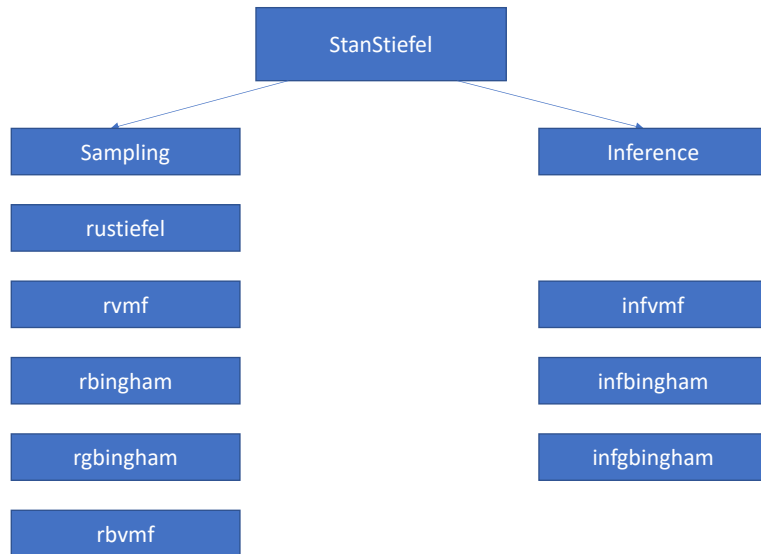 StanStiefel
Sampling
Inference
rustiefel
rvmf
infvmf
rbingham
infbingham
rgbingham
infgbingham
rbvmf